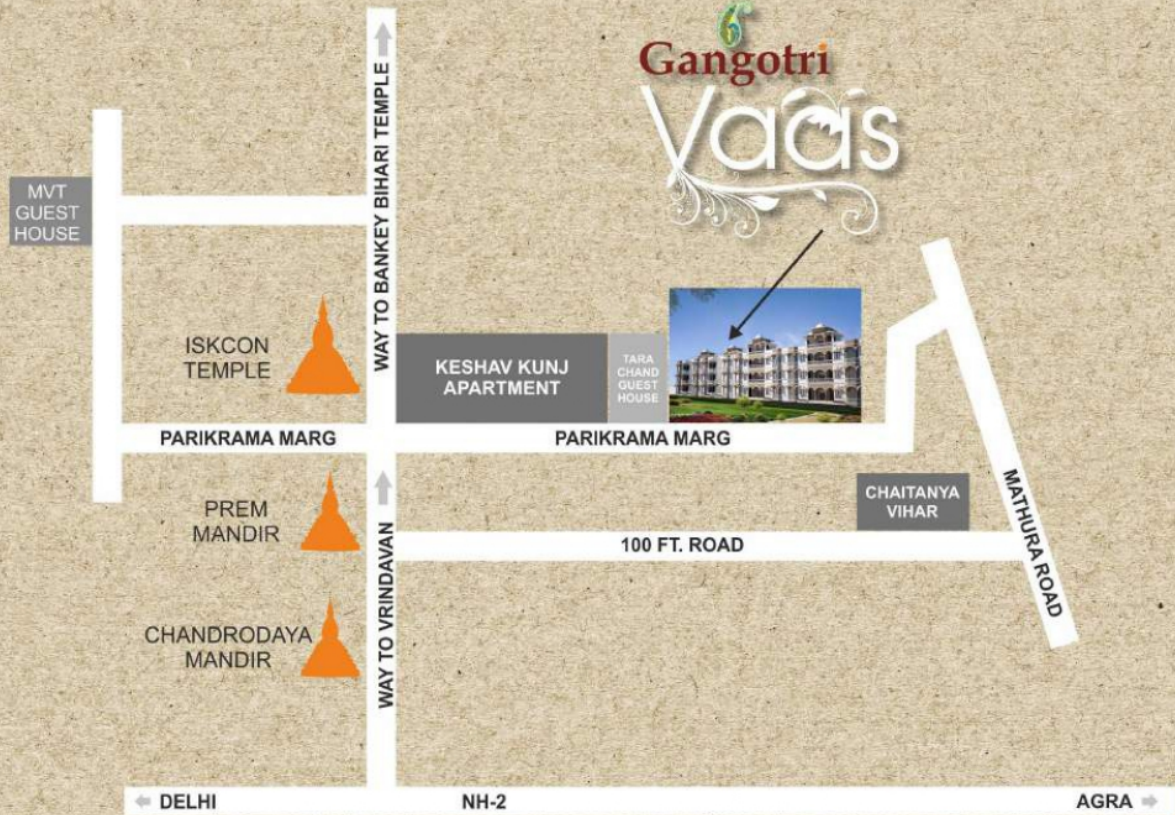 Gangotri
Vaas
WAY TO BANKEY BIHARI TEMPLE
MVT
GUEST
HOUSE
ISKCON
TEMPLE
KESHAV KUNJ
APARTMENT
TARA
CHAND
GUEST
HOUSE
PARIKRAMA MARG
PARIKRAMA MARG
PREM
MANDIR
CHAITANYA
VIHAR
MATHURA ROAD
100 FT. ROAD
WAY TO VRINDAVAN
CHANDRODAYA
MANDIR
DELHI
NH-2
AGRA